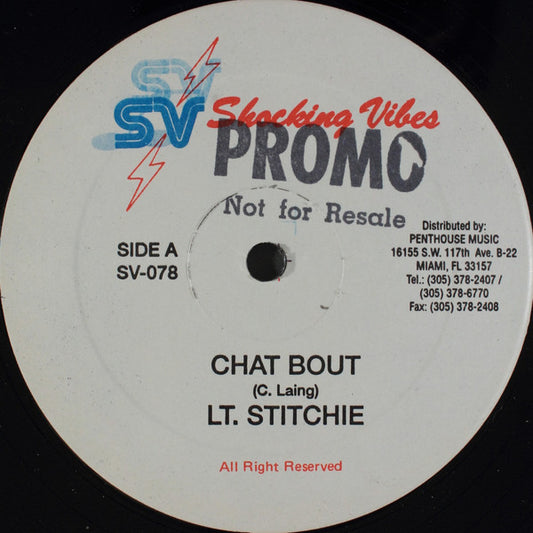 SV
SV
Shocking Vibes
PROMO
Not for Resale
SIDE A
SV-078
Distributed by:
PENTHOUSE MUSIC
16155 S.W. 117th Ave. B-22
MIAMI, FL 33157
Tel.: (305) 378-2407 /
(305) 378-6770
Fax: (305) 378-2408
CHAT BOUT
(C. Laing)
LT. STITCHIE
All Right Reserved